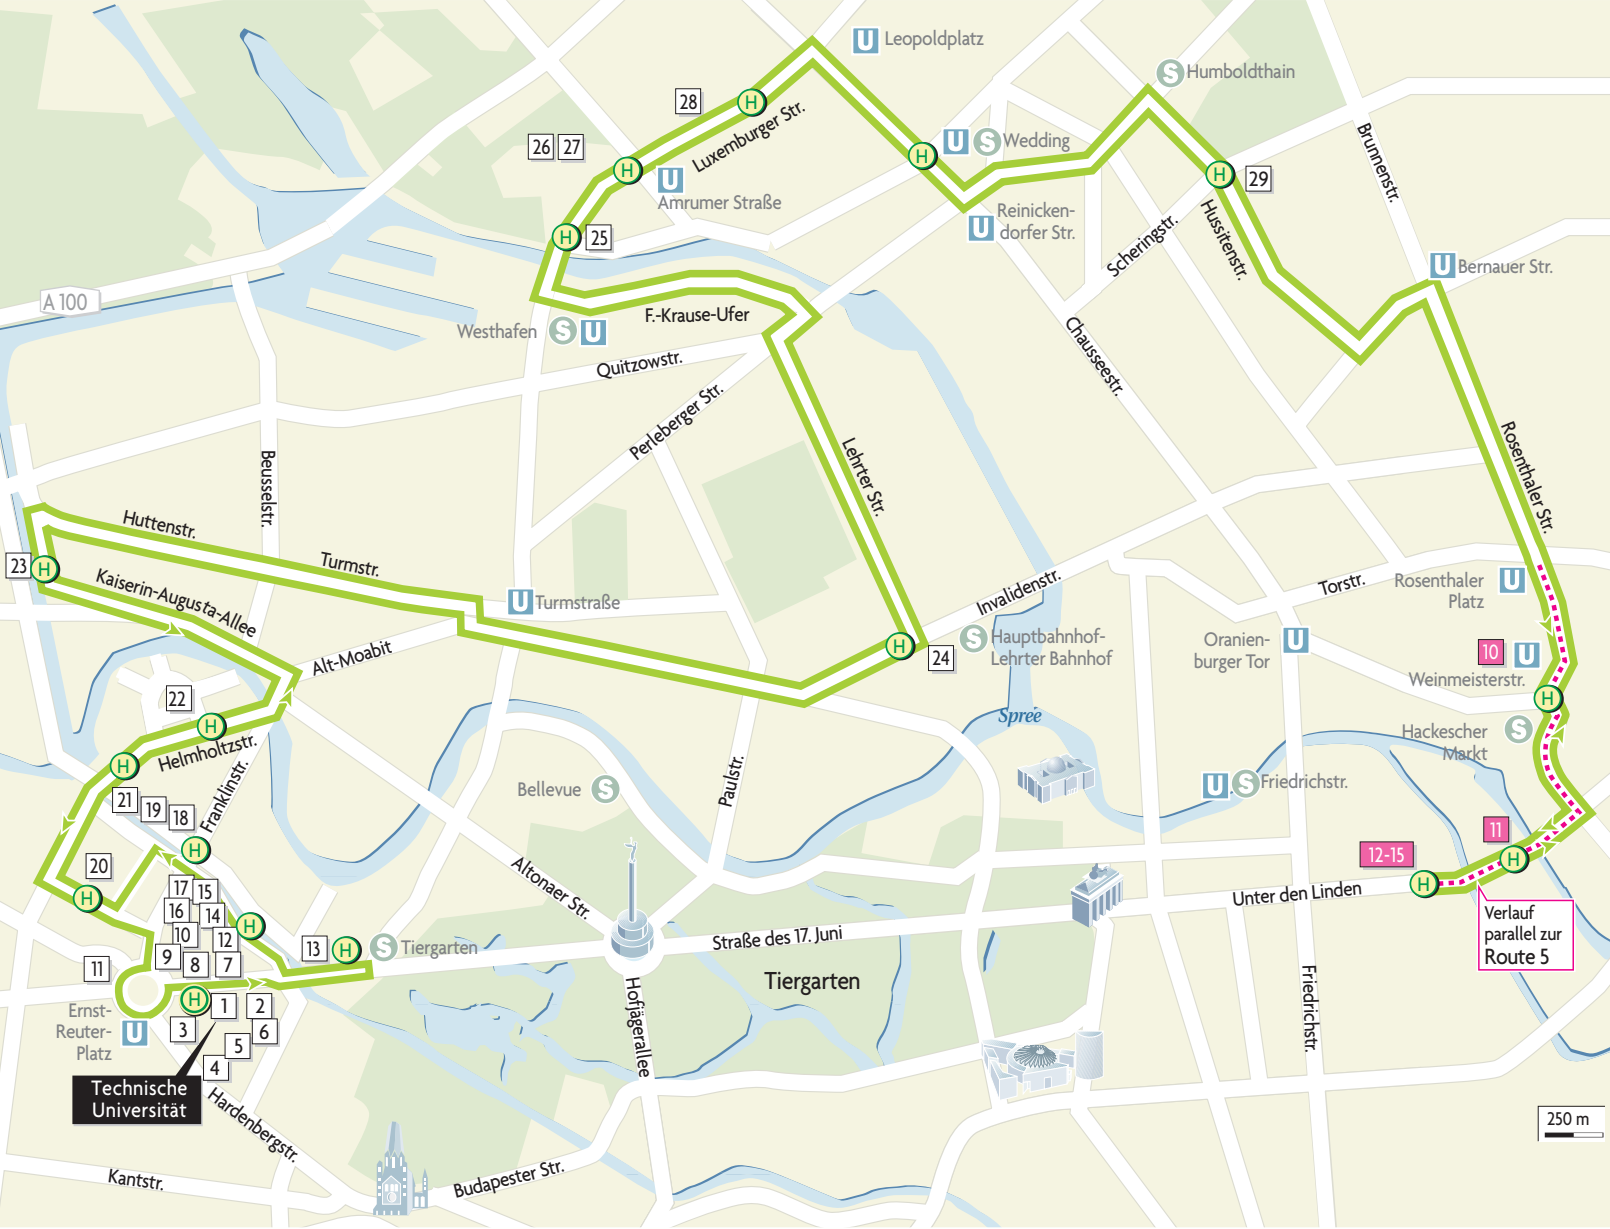 U Leopoldplatz
S Humboldthain
28
H
Luxemburger Str.
26 27
H
U
Amrumer Straße
H
U S Wedding
H
29
Brunnenstr.
U
Reinicken-
dorfer Str.
Scheringstr.
Hussitenstr.
H
25
U Bernauer Str.
A 100
F.-Krause-Ufer
Westhafen S U
Quitzowstr.
Chausseestr.
Perleberger Str.
Lehrter Str.
Beusselstr.
Rosenthaler Str.
Huttenstr.
Turmstr.
23
H
Kaiserin-Augusta-Allee
U Turmstraße
Invalidenstr.
Torstr.
Rosenthaler
Platz
U
Alt-Moabit
H
24
S Hauptbahnhof-
Lehrter Bahnhof
Oranien-
burger Tor
U
10
U
Weinmeisterstr.
H
22
H
Helmholtzstr.
H
Spree
Hackescher
Markt
S
Franklinstr.
Paulstr.
Bellevue S
U S Friedrichstr.
21
19
18
H
11
H
12-15
H
Unter den Linden
20
H
Altonaer Str.
17
15
16
14
10
12
H
13
H
S Tiergarten
Straße des 17. Juni
Verlauf
parallel zur
Route 5
9
8
7
11
Tiergarten
H
1
2
Ernst-
Reuter-
Platz
U
3
6
5
4
Hofjägerallee
Friedrichstr.
Technische
Universität
Hardenbergstr.
250 m
Kantstr.
Budapester Str.